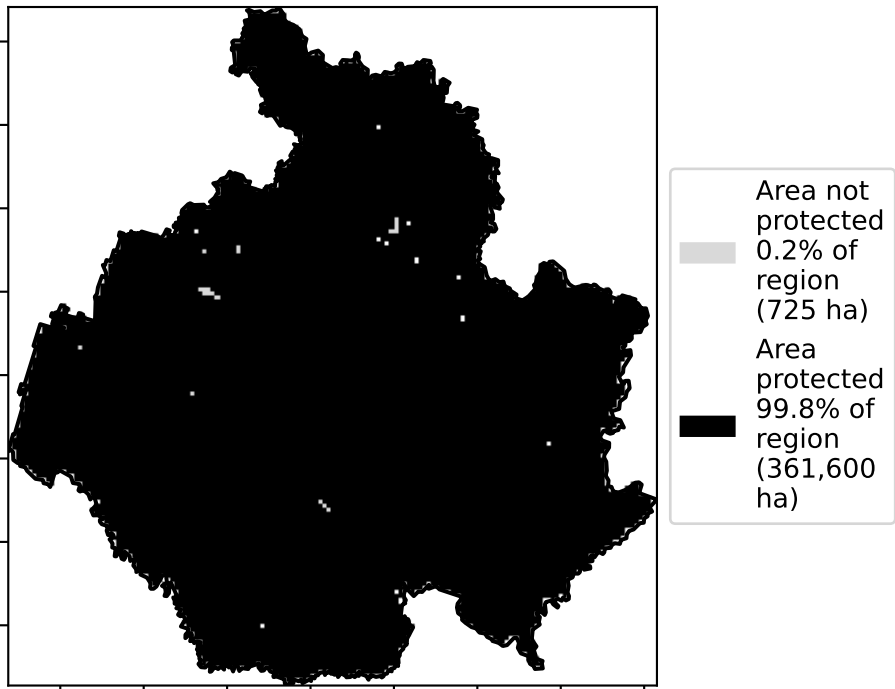 Area not
protected
0.2% of
region
(725 ha)
Area
protected
99.8% of
region
(361,600
ha)